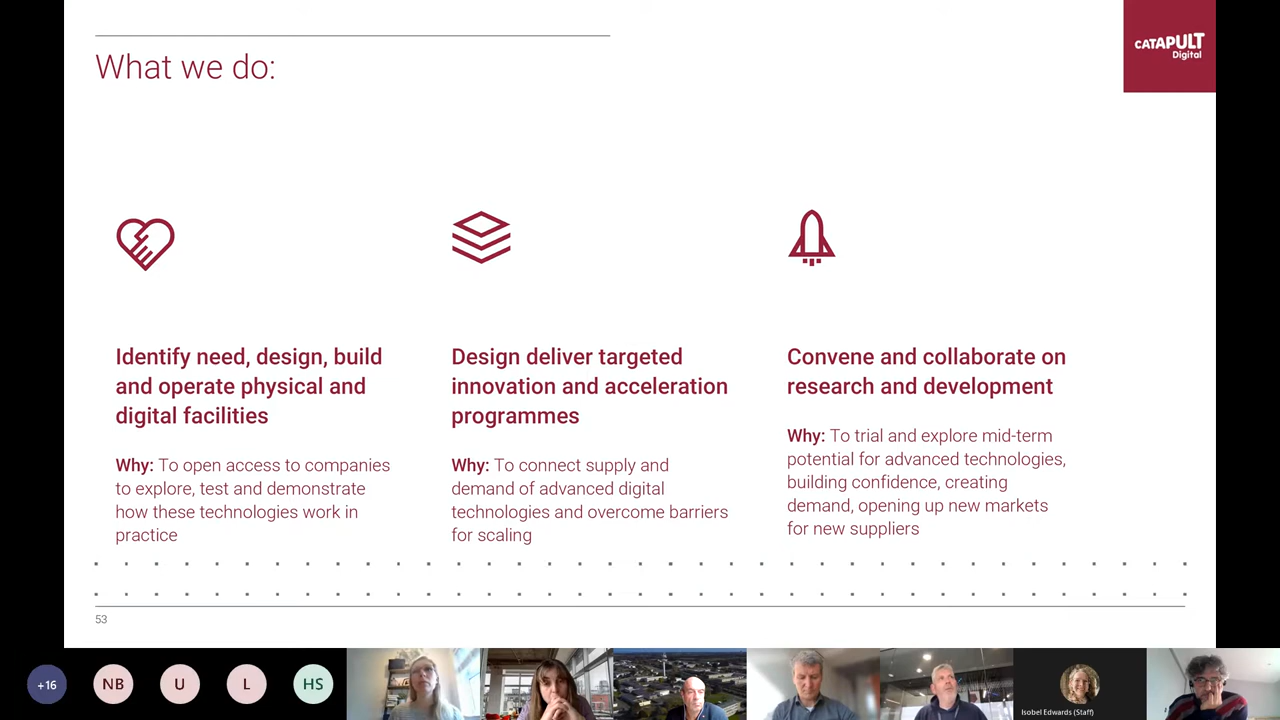 What we do:
CATAPULT
Digital
Identify need, design, build
and operate physical and
digital facilities
Why: To open access to companies
to explore, test and demonstrate
how these technologies work in
practice
Design deliver targeted
innovation and acceleration
programmes
Why: To connect supply and
demand of advanced digital
technologies and overcome barriers
for scaling
Convene and collaborate on
research and development
Why: To trial and explore mid-term
potential for advanced technologies,
building confidence, creating
demand, opening up new markets
for new suppliers
53
+16
NB
U
L
HS
Isobel Edwards (Staff)